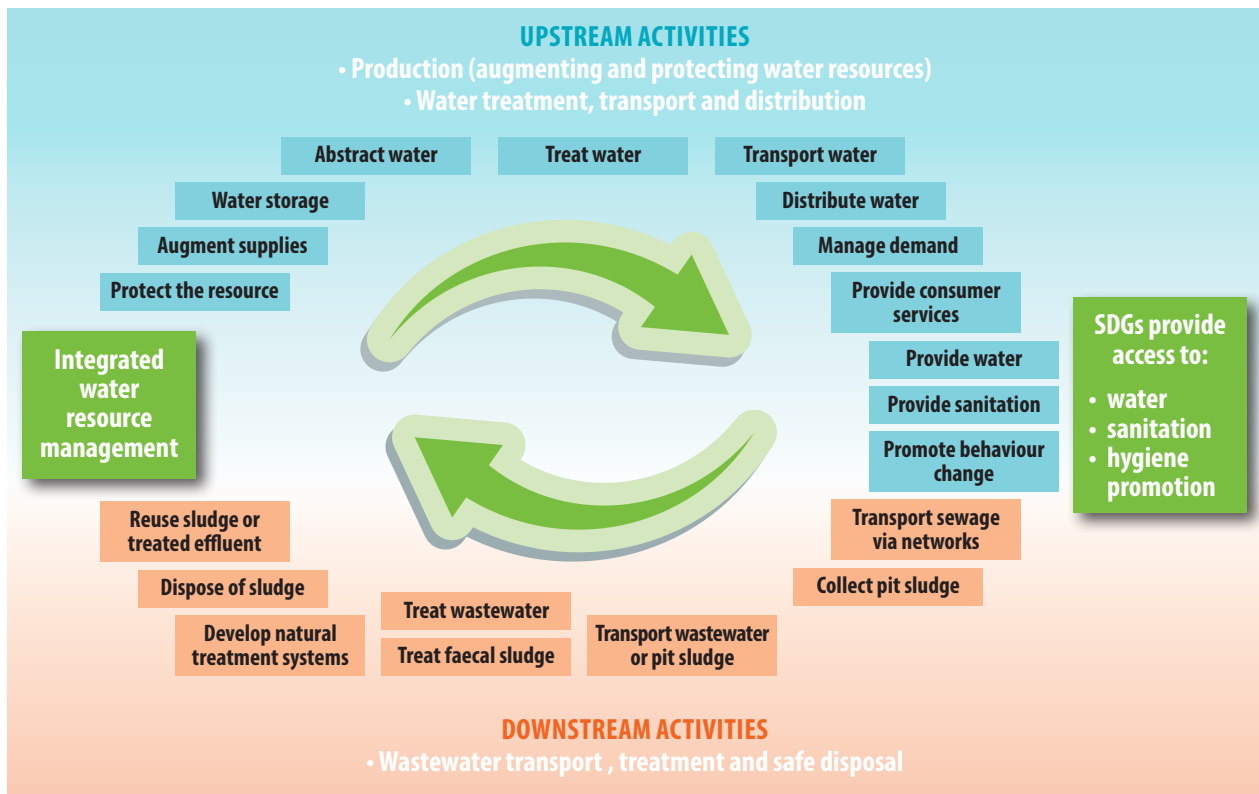 UPSTREAM ACTIVITIES
• Production (augmenting and protecting water resources)
• Water treatment, transport and distribution
Abstract water
Treat water
Transport water
Water storage
Distribute water
Augment supplies
Manage demand
Protect the resource
Provide consumer
services
Integrated
water
resource
management
SDGs provide
access to:
• water
• sanitation
• hygiene
promotion
Provide water
Provide sanitation
Promote behaviour
change
Reuse sludge or
treated effluent
Transport sewage
via networks
Dispose of sludge
Collect pit sludge
Develop natural
treatment systems
Treat wastewater
Treat faecal sludge
Transport wastewater
or pit sludge
DOWNSTREAM ACTIVITIES
• Wastewater transport , treatment and safe disposal